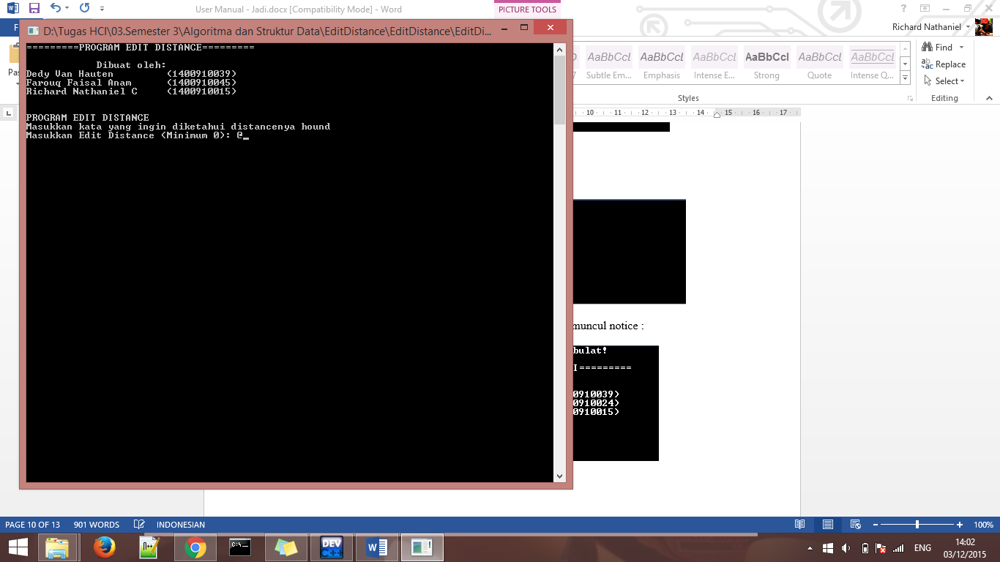 User Manual - Jadi.docx [Compatibility Mode] - Word
PICTURE TOOLS
?
F
D:\Tugas HCI\03.Semester 3\Algoritma dan Struktur Data\EditDistance\EditDistance\EditDi...
Richard Nathaniel
=========PROGRAM EDIT DISTANCE=========
Dibuat oleh:
Dedy Van Hauten (1400910039)
Farouq Faisal Anam (1400910045)
Richard Nathaniel C (1400910015)
PROGRAM EDIT DISTANCE
Masukkan kata yang ingin diketahui distancenya hound
Masukkan Edit Distance (Minimum 0): @_
Pas
AaBbCcL AaBbCcL AaBbCcL AaBbCcL AaBbCcL AaBbCcL
Subtle Em... Emphasis Intense E... Strong Quote Intense Q...
Styles
Find
Replace
Select
Editing
10 11 12 13 14 15 16 17
muncul notice :
bulat!
I=========
0910039)
0910024)
0910015)
PAGE 10 OF 13 901 WORDS INDONESIAN
100%
C:\
DEV
C++
ENG
14:02
03/12/2015